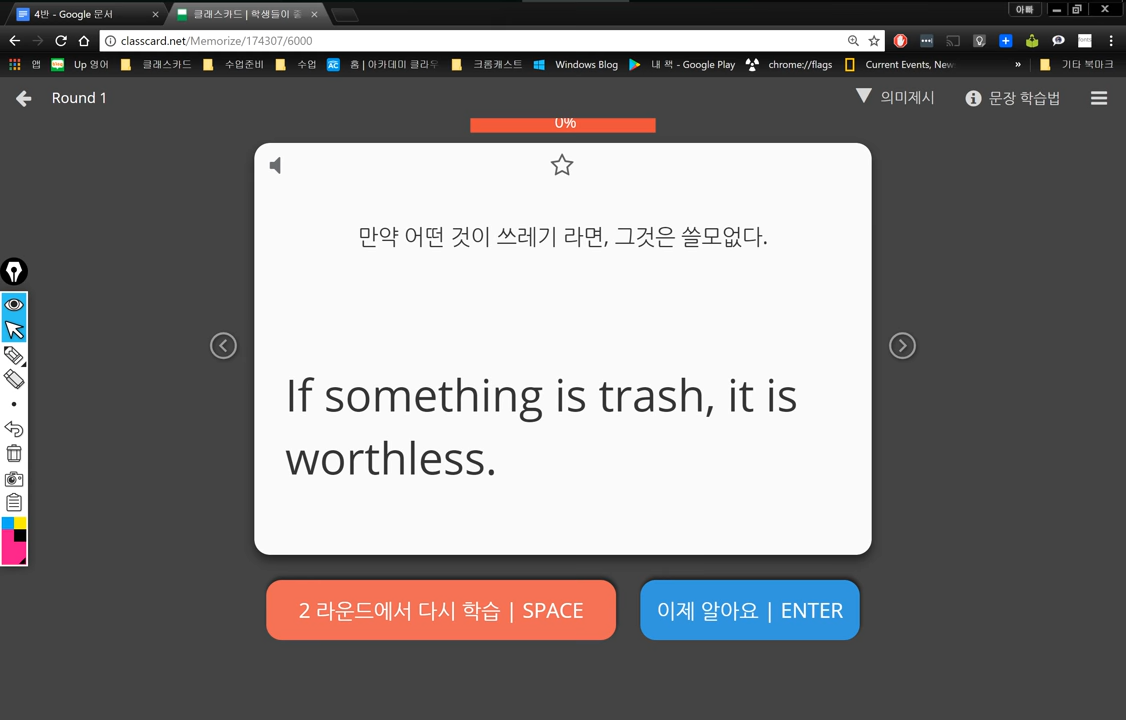 4반 - Google 문서
클래스카드 | 학생들이 즐
아빠
classcard.net/Memorize/174307/6000
앱
Up 영어
클래스카드
수업준비
수업
홈 | 아카데미 클라우
크롬캐스트
Windows Blog
내 책 - Google Play
chrome://flags
Current Events, New
»
기타 북마크
Round 1
의미제시
문장 학습법
0%
만약 어떤 것이 쓰레기 라면, 그것은 쓸모없다.
If something is trash, it is
worthless.
2 라운드에서 다시 학습 | SPACE
이제 알아요 | ENTER